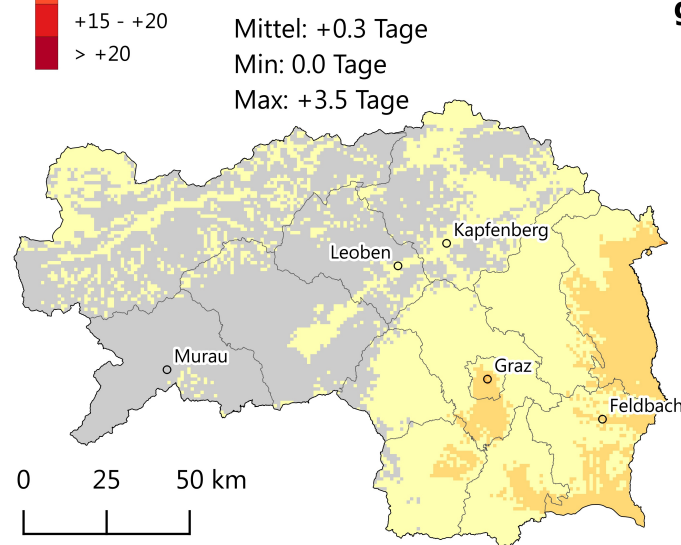 +15 - +20
> +20
Mittel: +0.3 Tage
Min: 0.0 Tage
Max: +3.5 Tage
Kapfenberg
Leoben
Murau
Graz
Feldbach
0 25 50 km